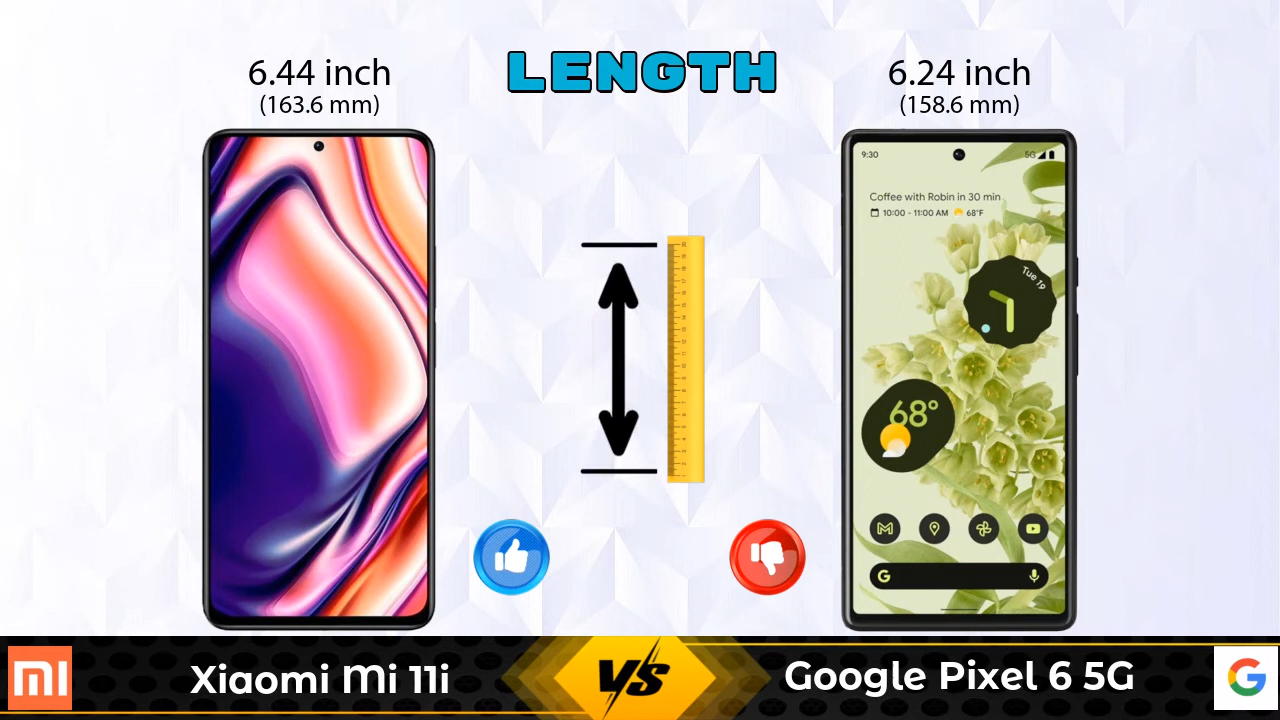 LENGTH
6.44 inch
(163.6 mm)
6.24 inch
(158.6 mm)
9:30
5G
Coffee with Robin in 30 min
10:00 - 11:00 AM 68°F
Tue 19
68°
G
mi
Xiaomi Mi 11i
VS
Google Pixel 6 5G
G